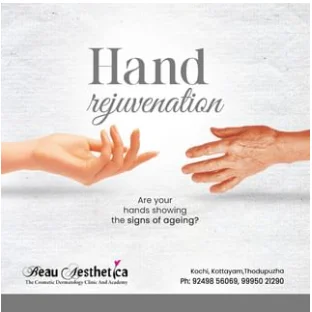 Hand
rejuvenation
Are your
hands showing
the signs of ageing?
Beau Aesthetica
The Cosmetic Dermatology Clinic And Academy
Kochi, Kottayam,Thodupuzha
Ph: 92498 56069, 99950 21290